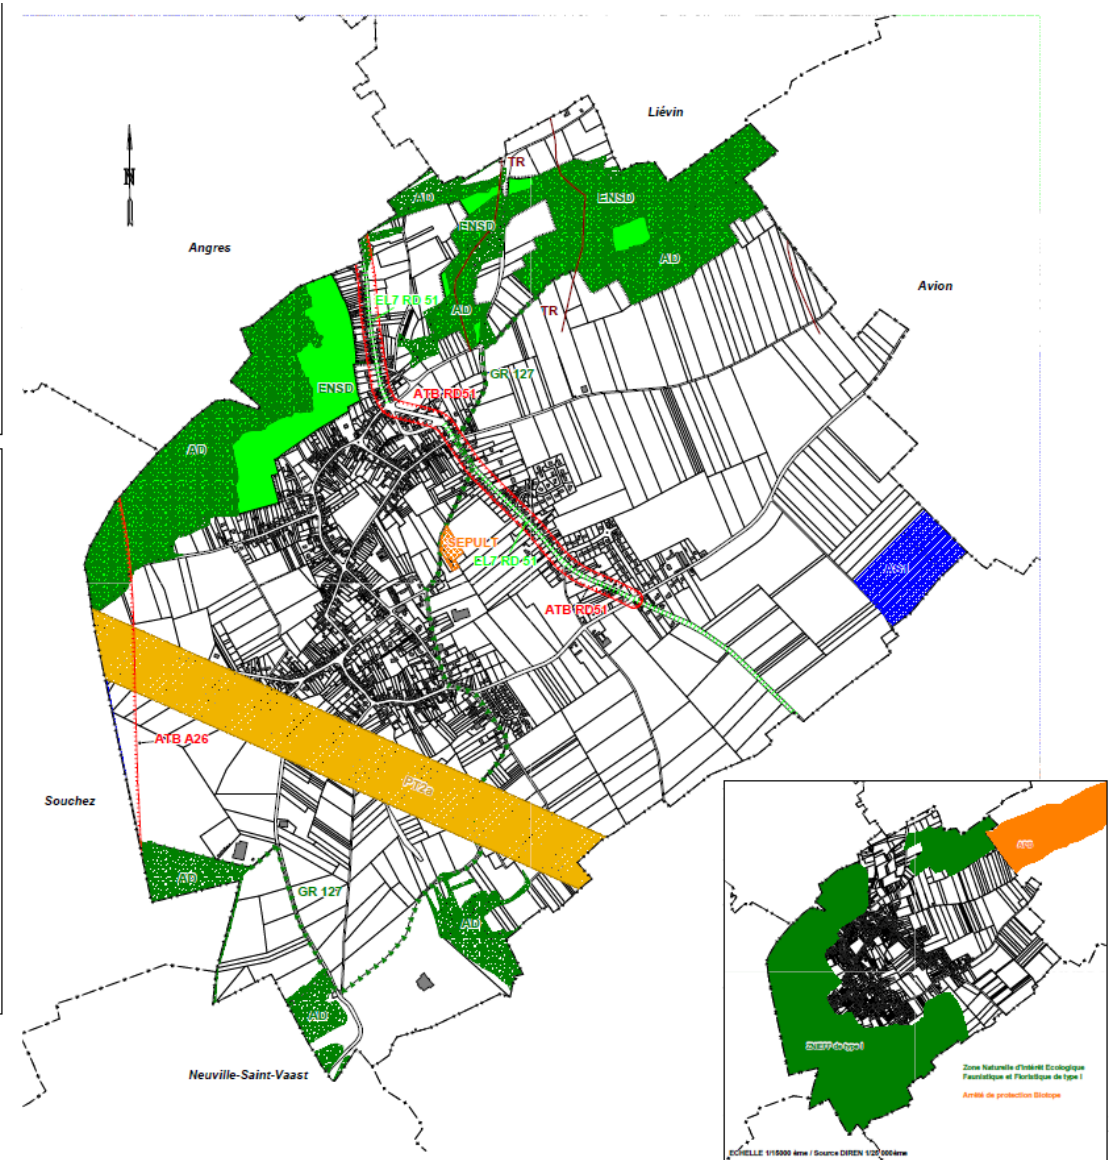 Liévin
N
TR
AD
ENSD
ENSD
Angres
AD
Avion
EL7 RD 51
AD
TR
GR 127
ENSD
ATB RD51
AD
SEPULT
EL7 RD 51
AS1
ATB RD51
ATB A26
PT2a
Souchez
APB
AD
GR 127
AD
AD
ZNIEFF de type I
Neuville-Saint-Vaast
Zone Naturelle d'Intérêt Ecologique
Faunistique et Floristique de type I
Arrêté de protection Biotope
ECHELLE 1/15000 ème / Source DIREN 1/25 000ème